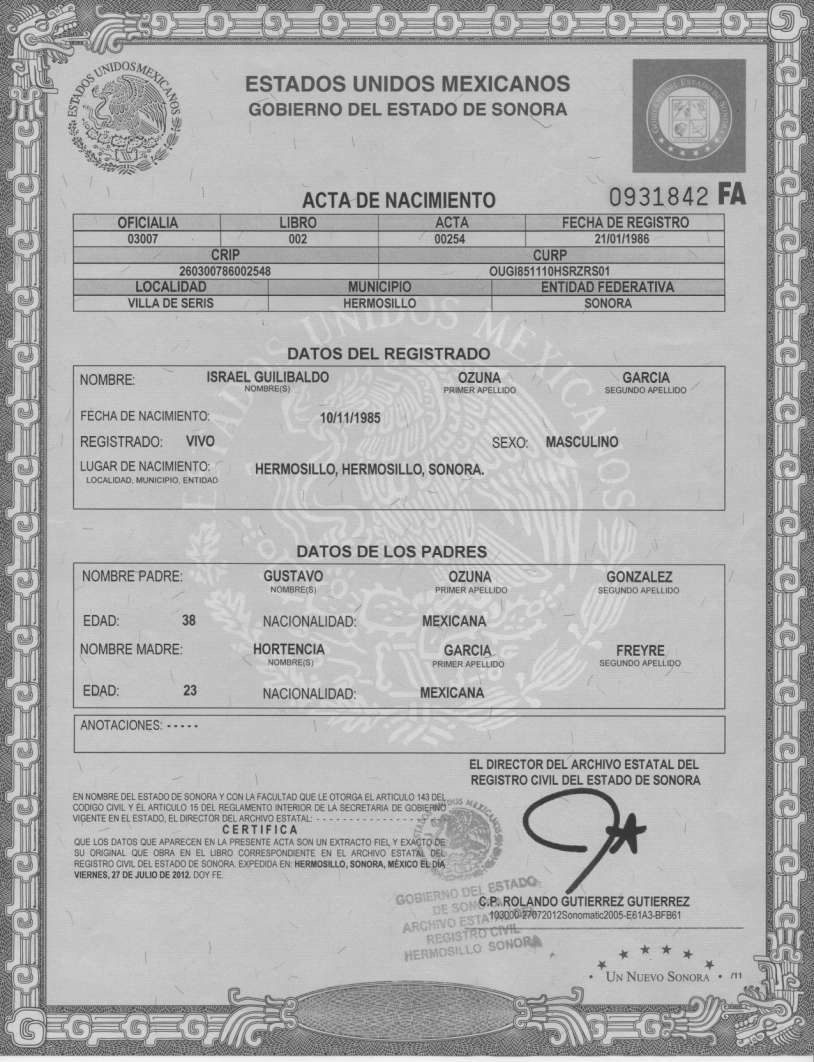 ESTADOS UNIDOS MEXICANOS
ESTADOS UNIDOS MEXICANOS
GOBIERNO DEL ESTADO DE SONORA
ACTA DE NACIMIENTO
0931842 FA
OFICIALIA LIBRO ACTA FECHA DE REGISTRO
03007 002 00254 21/01/1986
CRIP CURP
260300786002548 OUGI851110HSRZRS01
LOCALIDAD MUNICIPIO ENTIDAD FEDERATIVA
VILLA DE SERIS HERMOSILLO SONORA
DATOS DEL REGISTRADO
NOMBRE: ISRAEL GUILIBALDO OZUNA GARCIA
NOMBRE(S) PRIMER APELLIDO SEGUNDO APELLIDO
FECHA DE NACIMIENTO: 10/11/1985
REGISTRADO: VIVO SEXO: MASCULINO
LUGAR DE NACIMIENTO: HERMOSILLO, HERMOSILLO, SONORA.
LOCALIDAD, MUNICIPIO, ENTIDAD
DATOS DE LOS PADRES
NOMBRE PADRE: GUSTAVO OZUNA GONZALEZ
NOMBRE(S) PRIMER APELLIDO SEGUNDO APELLIDO
EDAD: 38 NACIONALIDAD: MEXICANA
NOMBRE MADRE: HORTENCIA GARCIA FREYRE
NOMBRE(S) PRIMER APELLIDO SEGUNDO APELLIDO
EDAD: 23 NACIONALIDAD: MEXICANA
ANOTACIONES: - - - - -
EL DIRECTOR DEL ARCHIVO ESTATAL DEL
REGISTRO CIVIL DEL ESTADO DE SONORA
EN NOMBRE DEL ESTADO DE SONORA Y CON LA FACULTAD QUE LE OTORGA EL ARTICULO 143 DEL
CODIGO CIVIL Y ÉL ARTICULO 15 DEL REGLAMENTO INTERIOR DE LA SECRETARIA DE GOBIERNO
VIGENTE EN EL ESTADO, EL DIRECTOR DEL ARCHIVO ESTATAL: - - - - - - - - - - - - - - - - - -
CERTIFICA
QUE LOS DATOS QUE APARECEN EN LA PRESENTE ACTA SON UN EXTRACTO FIEL Y EXACTO DE
SU ORIGINAL QUE OBRA EN EL LIBRO CORRESPONDIENTE EN EL ARCHIVO ESTATAL DEL
REGISTRO CIVIL DEL ESTADO DE SONORA. EXPEDIDA EN: HERMOSILLO, SONORA, MÉXICO EL DÍA
VIERNES, 27 DE JULIO DE 2012. DOY FE.
GOBIERNO DEL ESTADO
DE SONORA
ARCHIVO ESTATAL DEL
REGISTRO CIVIL
HERMOSILLO SONORA
C.P. ROLANDO GUTIERREZ GUTIERREZ
103000-27072012Sonomatic2005-E61A3-BFB61
UN NUEVO SONORA
/11